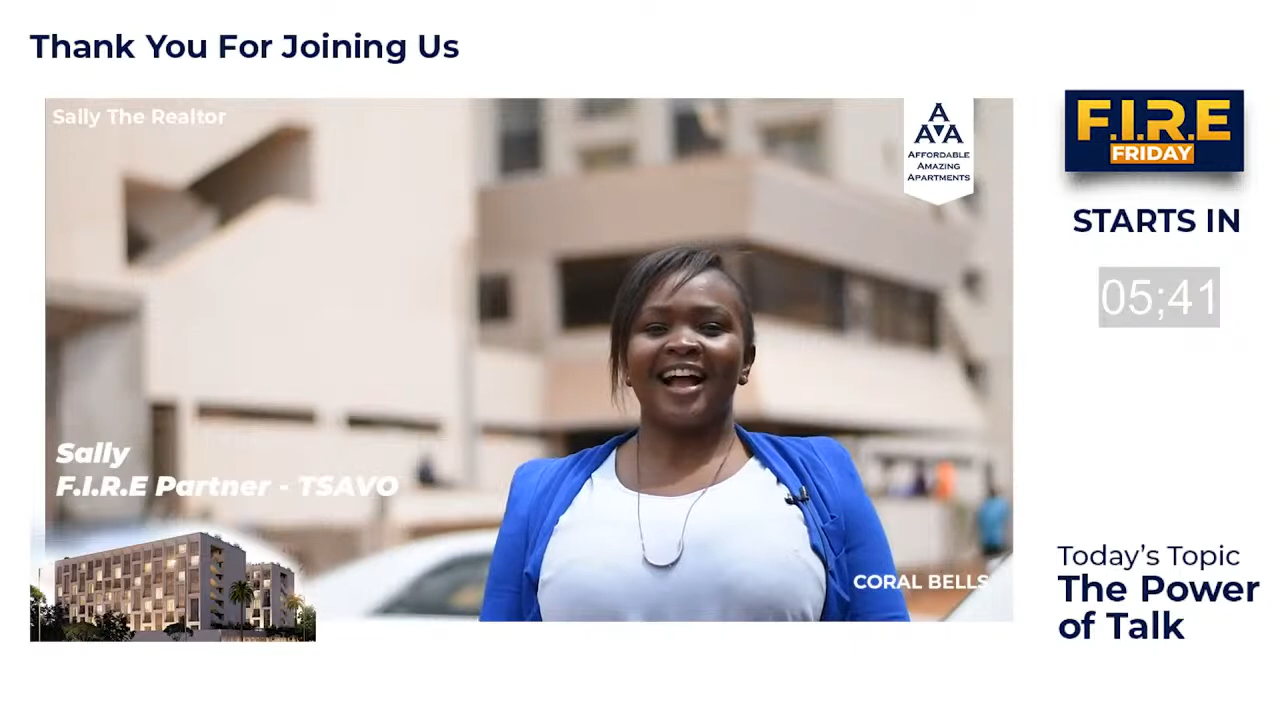 Thank You For Joining Us
Sally The Realtor
A
AVA
AFFORDABLE
AMAZING
APARTMENTS
F.I.R.E
FRIDAY
STARTS IN
05;41
Sally
F.I.R.E Partner - TSAVO
CORAL BELLS
Today's Topic
The Power
of Talk